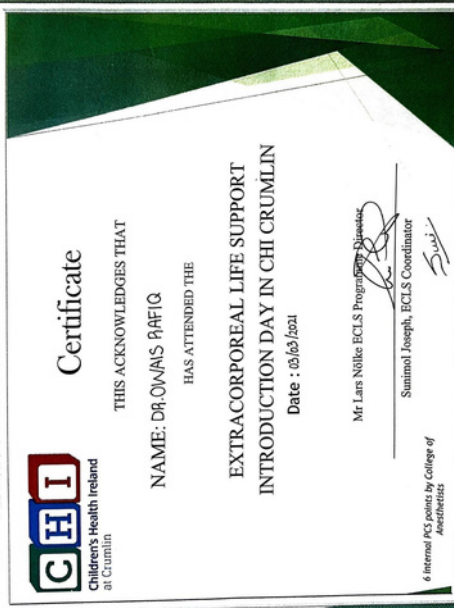 CHI
Children's Health Ireland
at Crumlin
Certificate
THIS ACKNOWLEDGES THAT
NAME: DR.OWAIS RAFIQ
HAS ATTENDED THE
EXTRACORPOREAL LIFE SUPPORT
INTRODUCTION DAY IN CHI CRUMLIN
Date : 03/03/2021
Mr Lars Nölke ECLS Programme Director
Sunimol Joseph, ECLS Coordinator
6 Internal PCS points by College of
Anesthetists